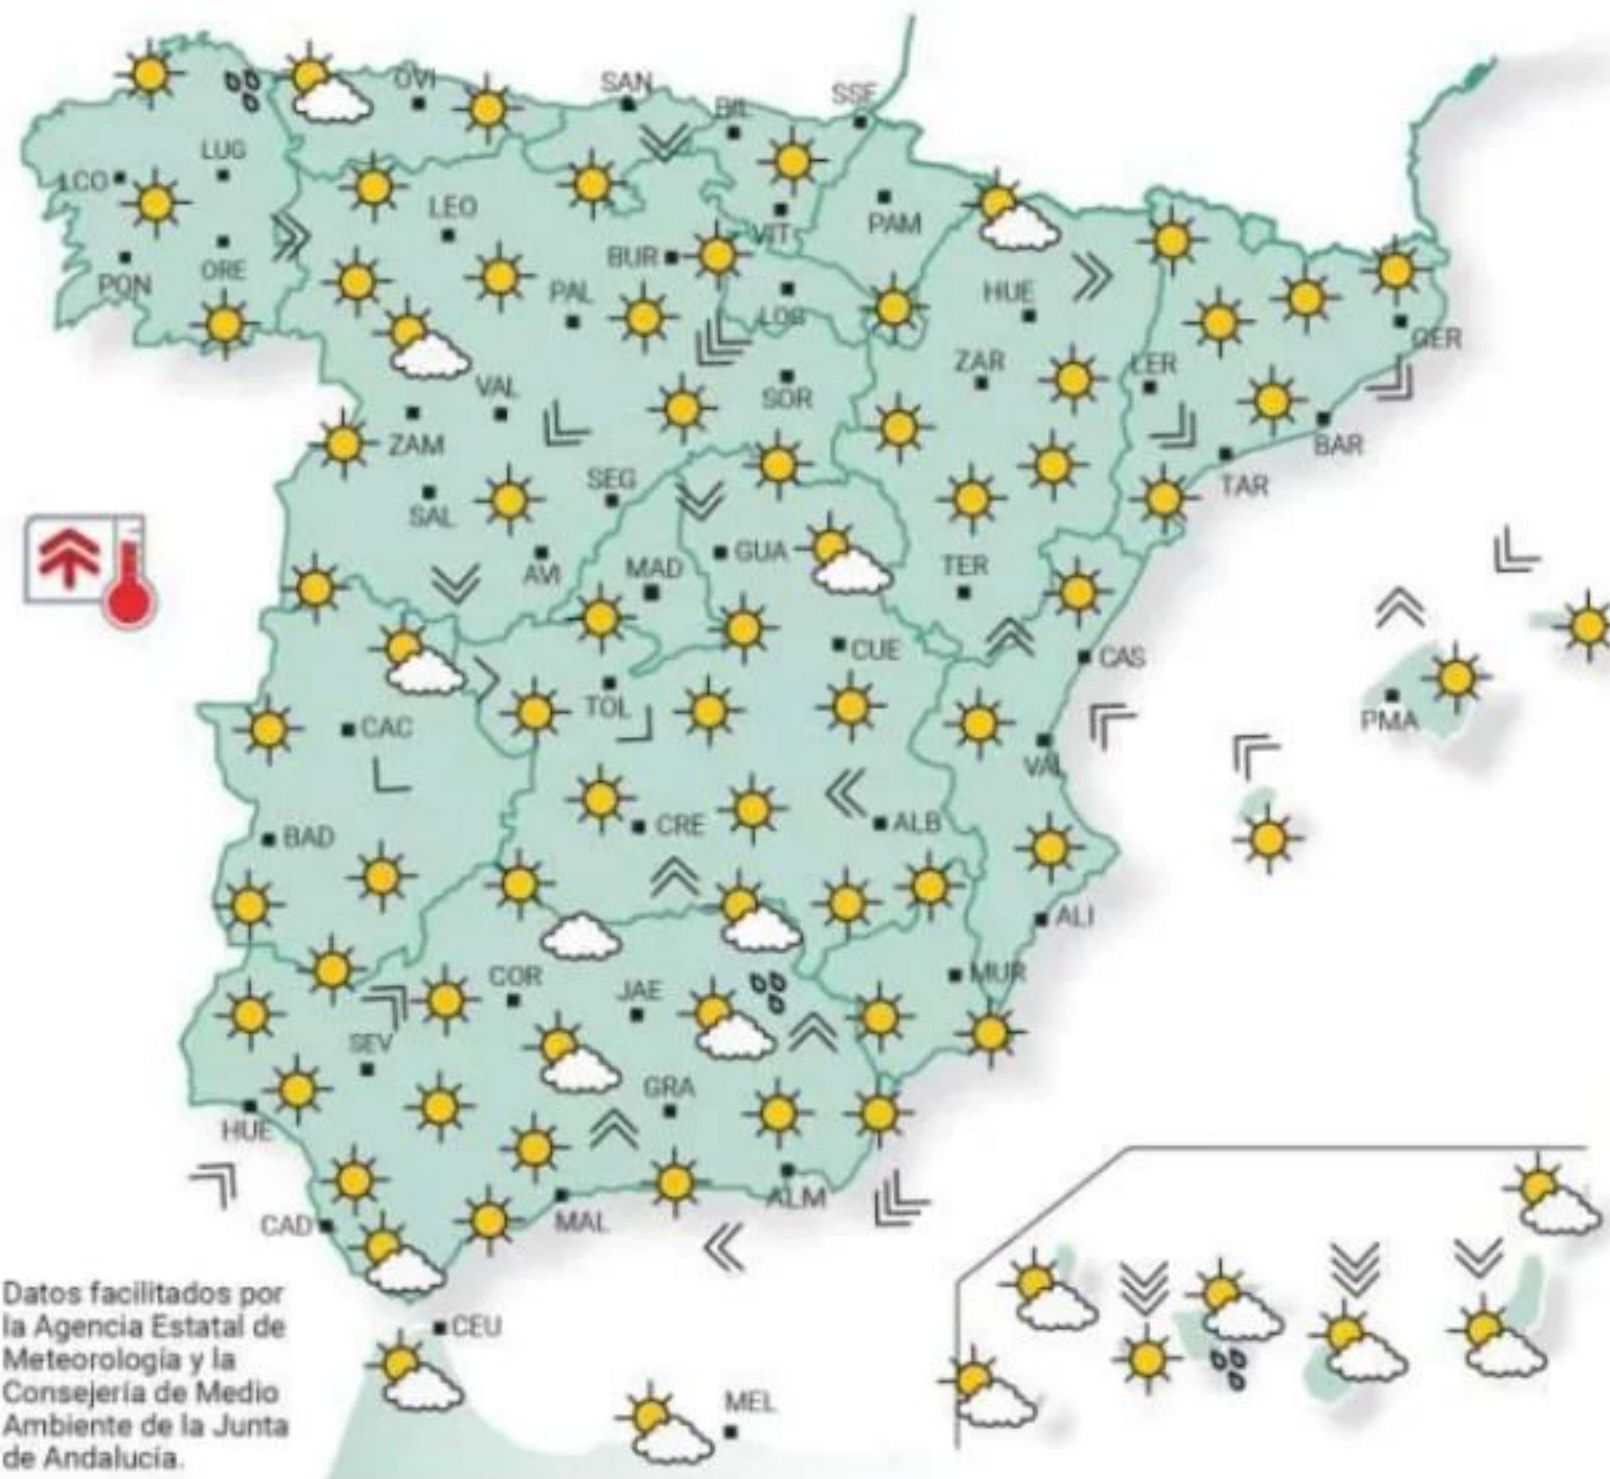 OVI
SAN
BIL
SSE
LUG
LCO
LEO
PAM
VIT
BUR
ORE
PON
PAL
HUE
LOG
GER
ZAR
LER
VAL
SOR
ZAM
BAR
SEG
TAR
SAL
GUA
AVI
MAD
TER
CUE
CAS
TOL
PMA
CAC
VAL
CRE
ALB
BAD
ALI
COR
MUR
JAE
SEV
GRA
HUE
ALM
CAD
MAL
CEU
MEL
Datos facilitados por
la Agencia Estatal de
Meteorología y la
Consejería de Medio
Ambiente de la Junta
de Andalucía.